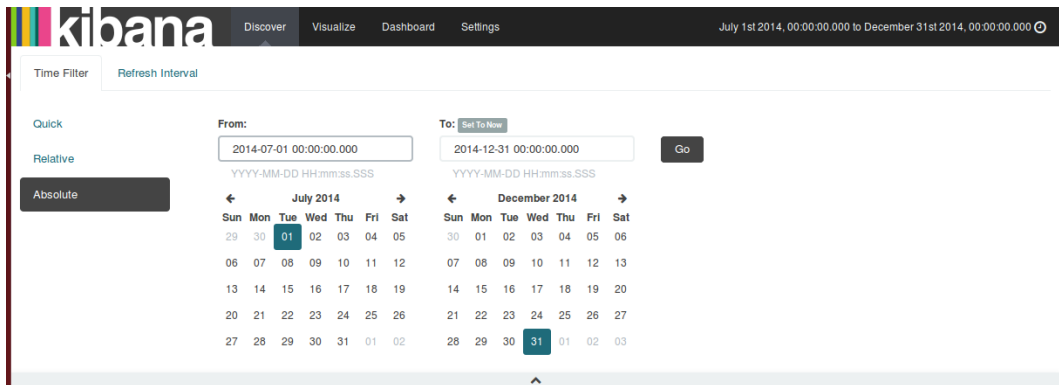 kibana Discover Visualize Dashboard Settings July 1st 2014, 00:00:00.000 to December 31st 2014, 00:00:00.000
Time Filter Refresh Interval
Quick From: To: Set To Now
2014-07-01 00:00:00.000 2014-12-31 00:00:00.000 Go
Relative
YYYY-MM-DD HH:mm:ss.SSS YYYY-MM-DD HH:mm:ss.SSS
Absolute July 2014 December 2014
Sun Mon Tue Wed Thu Fri Sat Sun Mon Tue Wed Thu Fri Sat
29 30 01 02 03 04 05 30 01 02 03 04 05 06
06 07 08 09 10 11 12 07 08 09 10 11 12 13
13 14 15 16 17 18 19 14 15 16 17 18 19 20
20 21 22 23 24 25 26 21 22 23 24 25 26 27
27 28 29 30 31 01 02 28 29 30 31 01 02 03